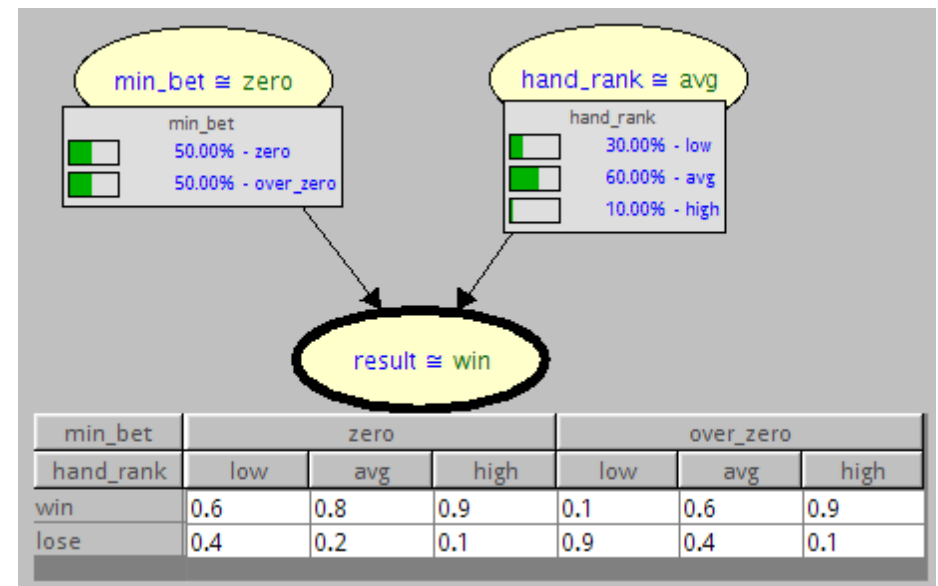 min_bet ≅ zero
hand_rank ≅ avg
min_bet
50.00% - zero
50.00% - over_zero
hand_rank
30.00% - low
60.00% - avg
10.00% - high
result ≅ win
min_bet zero over_zero
hand_rank low avg high low avg high
win 0.6 0.8 0.9 0.1 0.6 0.9
lose 0.4 0.2 0.1 0.9 0.4 0.1